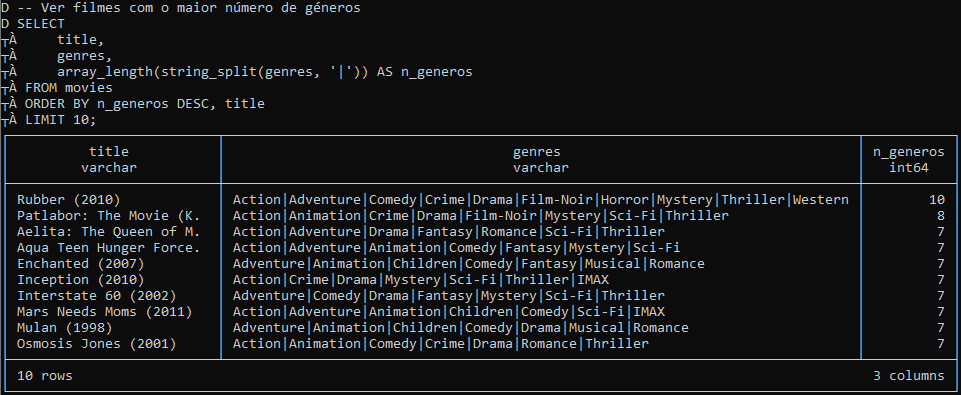 D -- Ver filmes com o maior número de géneros
D SELECT
┬À     title,
┬À     genres,
┬À     array_length(string_split(genres, '|')) AS n_generos
┬À FROM movies
┬À ORDER BY n_generos DESC, title
┬À LIMIT 10;
title genres n_generos
varchar varchar int64
Rubber (2010) Action|Adventure|Comedy|Crime|Drama|Film-Noir|Horror|Mystery|Thriller|Western 10
Patlabor: The Movie (K. Action|Animation|Crime|Drama|Film-Noir|Mystery|Sci-Fi|Thriller 8
Aelita: The Queen of M. Action|Adventure|Drama|Fantasy|Romance|Sci-Fi|Thriller 7
Aqua Teen Hunger Force. Action|Adventure|Animation|Comedy|Fantasy|Mystery|Sci-Fi 7
Enchanted (2007) Adventure|Animation|Children|Comedy|Fantasy|Musical|Romance 7
Inception (2010) Action|Crime|Drama|Mystery|Sci-Fi|Thriller|IMAX 7
Interstate 60 (2002) Adventure|Comedy|Drama|Fantasy|Mystery|Sci-Fi|Thriller 7
Mars Needs Moms (2011) Action|Adventure|Animation|Children|Comedy|Sci-Fi|IMAX 7
Mulan (1998) Adventure|Animation|Children|Comedy|Drama|Musical|Romance 7
Osmosis Jones (2001) Action|Animation|Comedy|Crime|Drama|Romance|Thriller 7
10 rows 3 columns